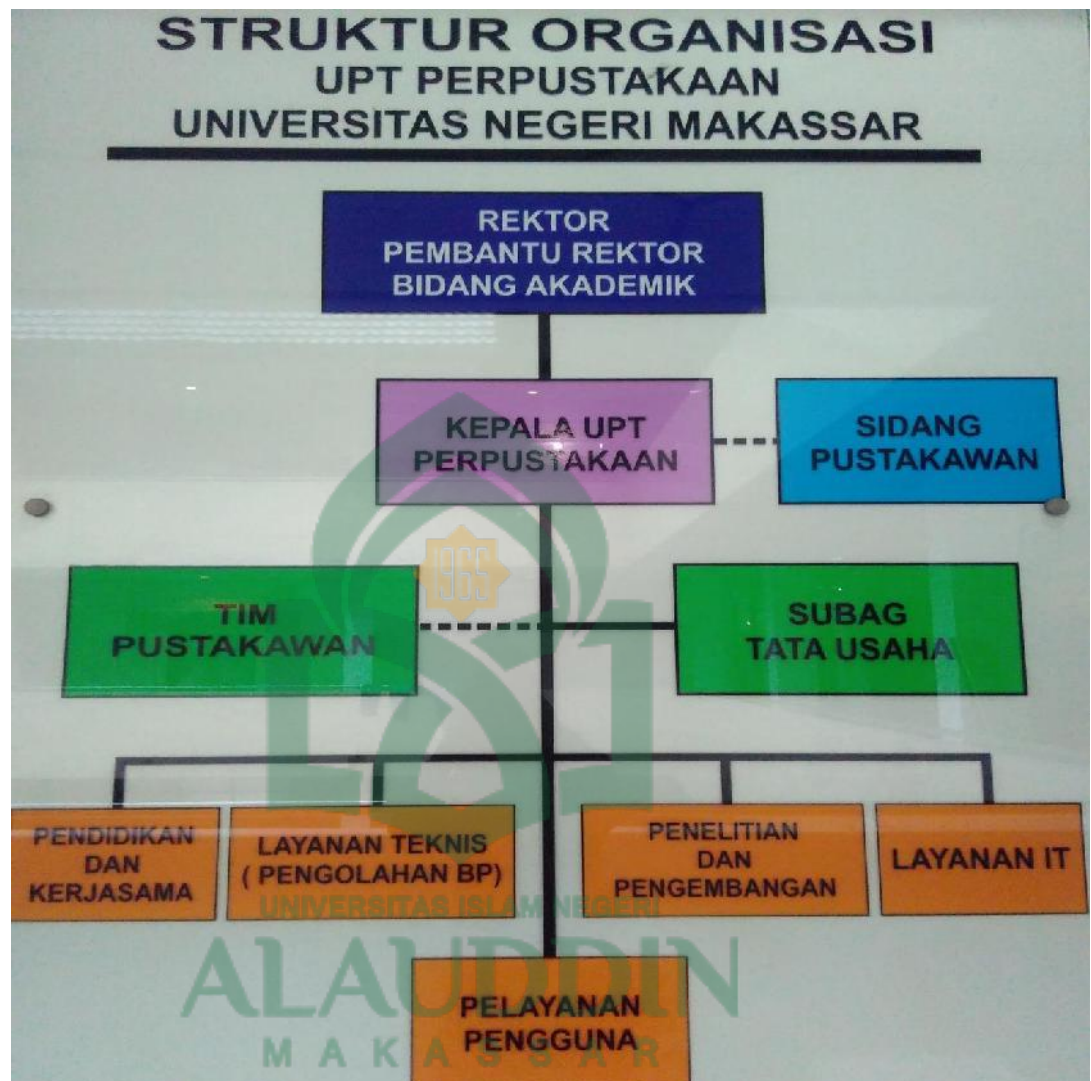 STRUKTUR ORGANISASI
UPT PERPUSTAKAAN
UNIVERSITAS NEGERI MAKASSAR
REKTOR
PEMBANTU REKTOR
BIDANG AKADEMIK
KEPALA UPT
PERPUSTAKAAN
SIDANG
PUSTAKAWAN
1965
TIM
PUSTAKAWAN
SUBAG
TATA USAHA
PENDIDIKAN
DAN
KERJASAMA
LAYANAN TEKNIS
( PENGOLAHAN BP)
PENELITIAN
DAN
PENGEMBANGAN
LAYANAN IT
UNIVERSITAS ISLAM NEGERI
ALAUDDIN
MAKASSAR
PELAYANAN
PENGGUNA